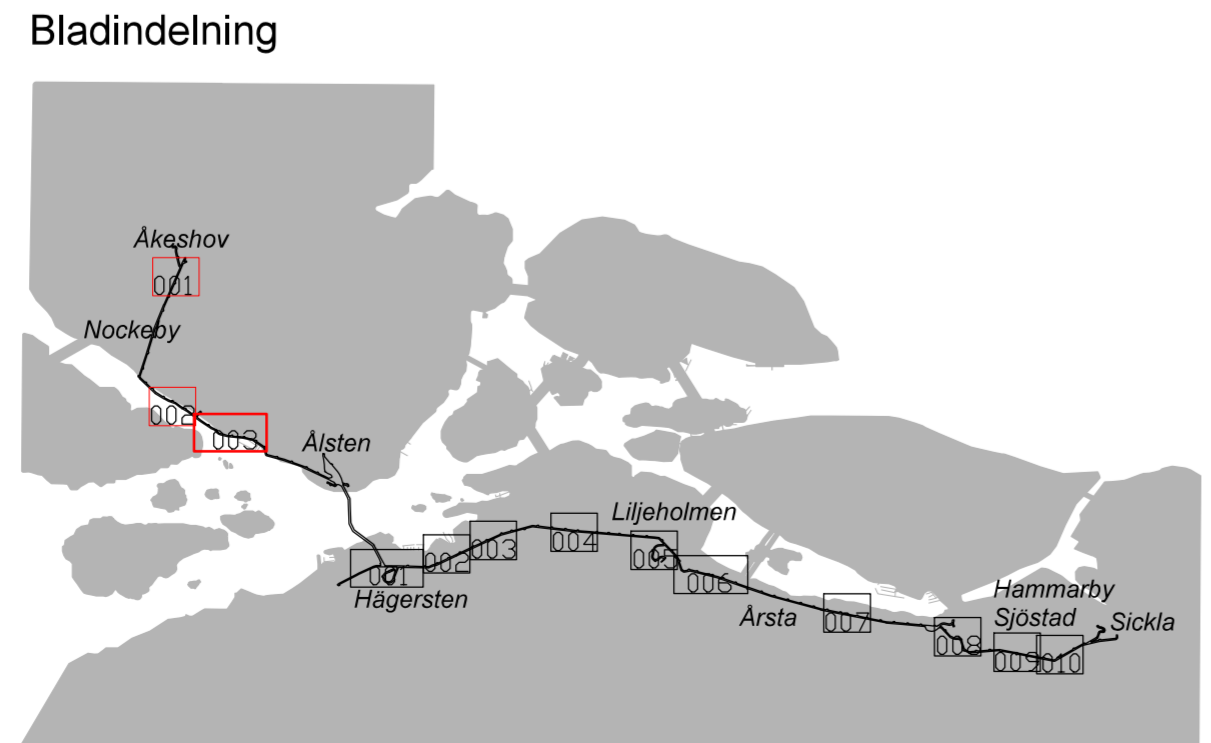 Bladindelning
Åkeshov
001
Nockeby
002
003
Ålsten
Liljeholmen
001
002
003
004
005
006
Hägersten
Årsta
007
Hammarby
Sjöstad
Sickla
008
009
010